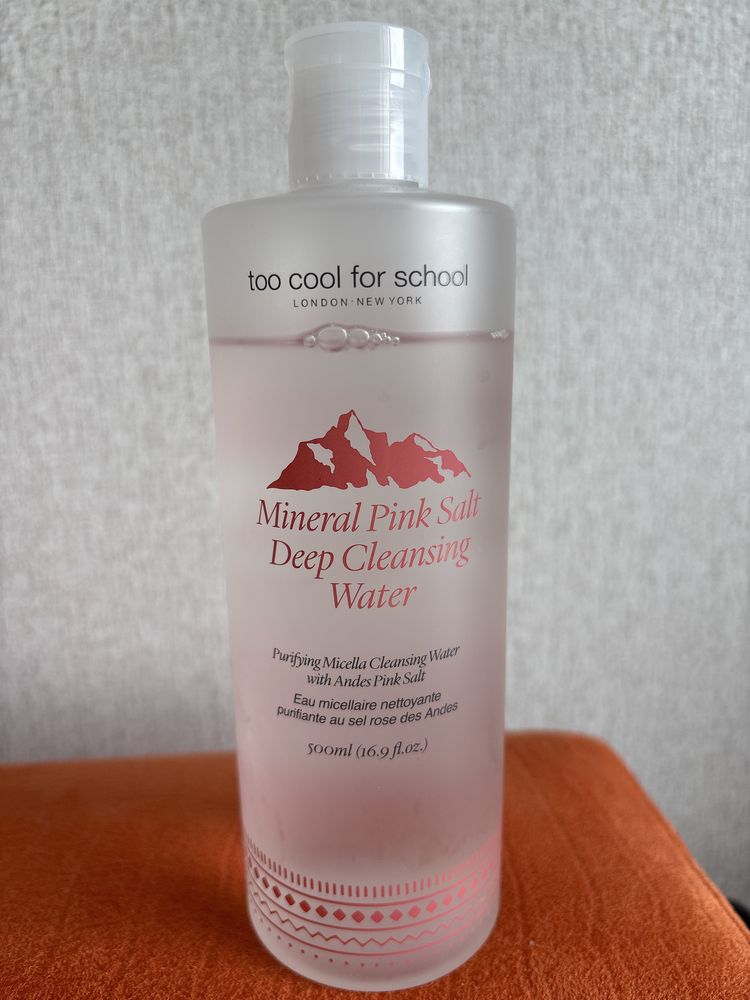 too cool for school
LONDON·NEW YORK
Mineral Pink Salt
Deep Cleansing
Water
Purifying Micella Cleansing Water
with Andes Pink Salt
Eau micellaire nettoyante
purifiante au sel rose des Andes
500ml (16.9 fl.oz.)